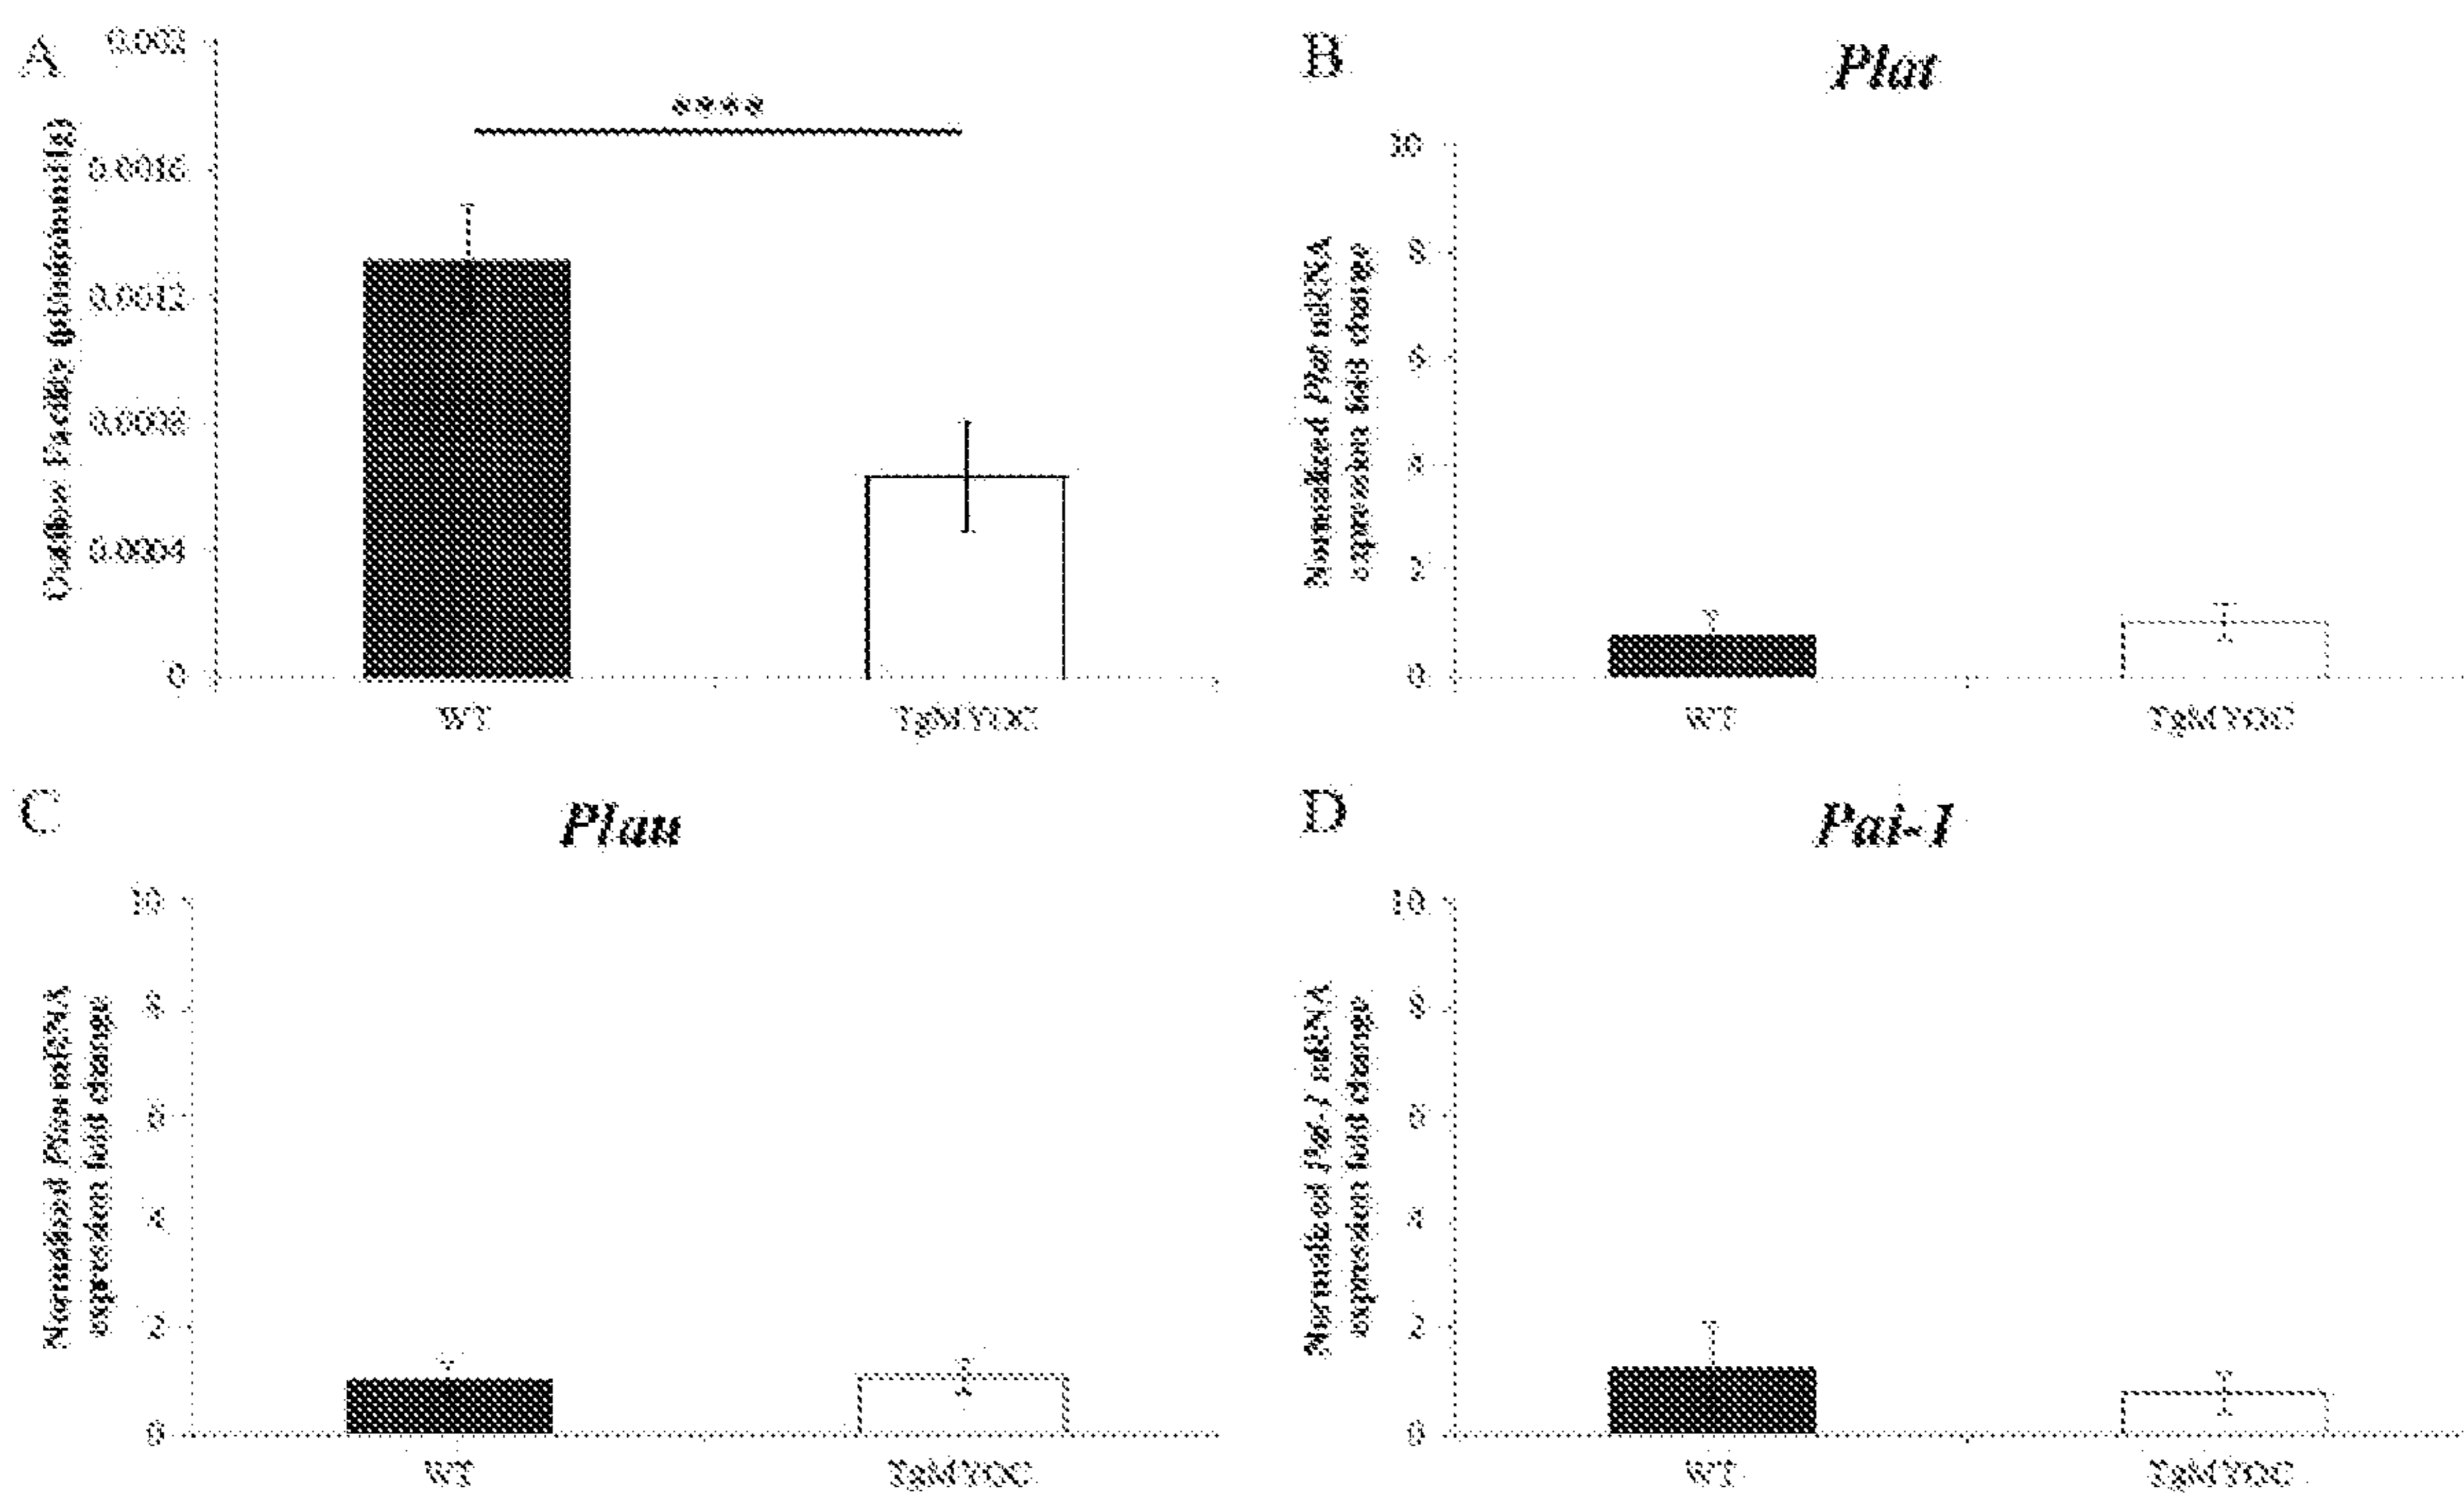 A
0.002
0.0016
0.0012
0.0008
0.0004
0
Outflow Facility (µl/min/mmHg)
****
WT
TgMYOC
B
Plat
10
8
6
4
2
0
Normalized Plat mRNA
expression fold change
WT
TgMYOC
C
Plau
10
8
6
4
2
0
Normalized Plau mRNA
expression fold change
WT
TgMYOC
D
Pai-1
10
8
6
4
2
0
Normalized Pai-1 mRNA
expression fold change
WT
TgMYOC